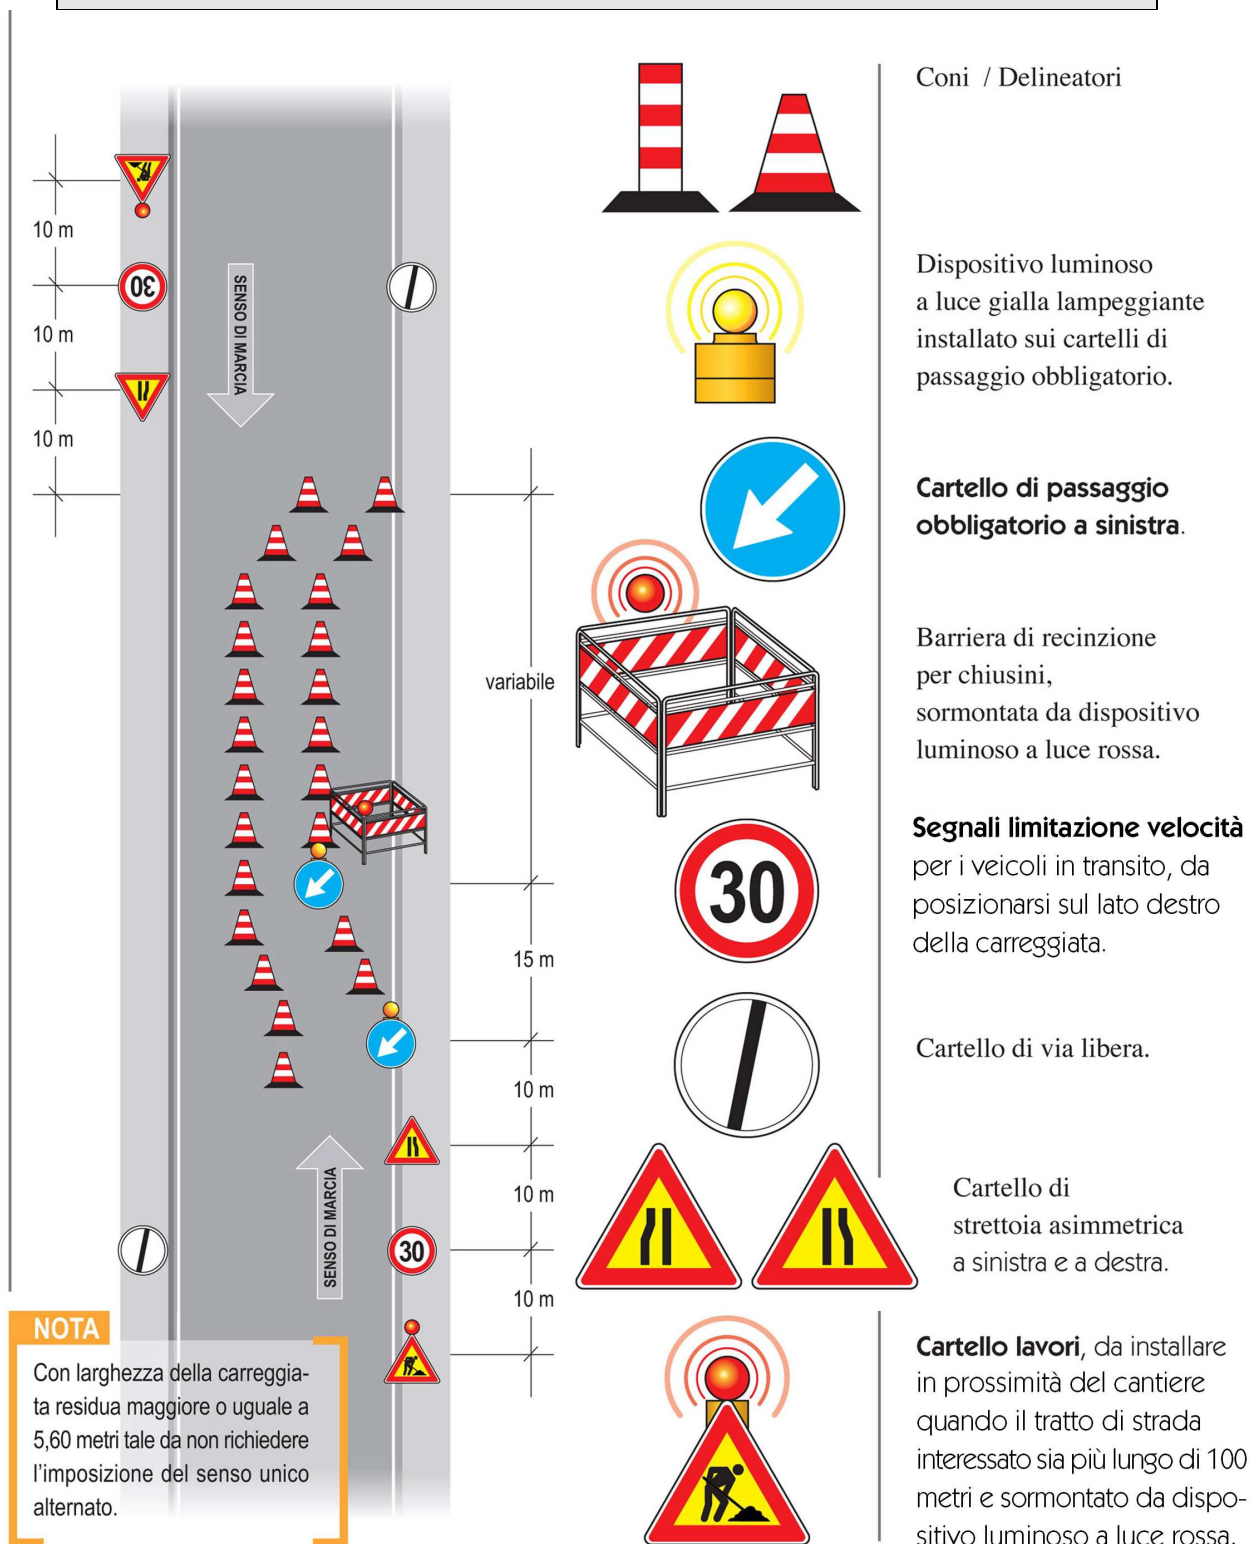 Coni / Delineatori
Dispositivo luminoso
a luce gialla lampeggiante
installato sui cartelli di
passaggio obbligatorio.
Cartello di passaggio
obbligatorio a sinistra.
Barriera di recinzione
per chiusini,
sormontata da dispositivo
luminoso a luce rossa.
Segnali limitazione velocità
per i veicoli in transito, da
posizionarsi sul lato destro
della carreggiata.
Cartello di via libera.
Cartello di
strettoia asimmetrica
a sinistra e a destra.
Cartello lavori, da installare
in prossimità del cantiere
quando il tratto di strada
interessato sia più lungo di 100
metri e sormontato da dispo-
sitivo luminoso a luce rossa.
10 m
10 m
10 m
30
SENSO DI MARCIA
variabile
15 m
10 m
10 m
10 m
SENSO DI MARCIA
30
30
NOTA
Con larghezza della carreggia-
ta residua maggiore o uguale a
5,60 metri tale da non richiedere
l'imposizione del senso unico
alternato.